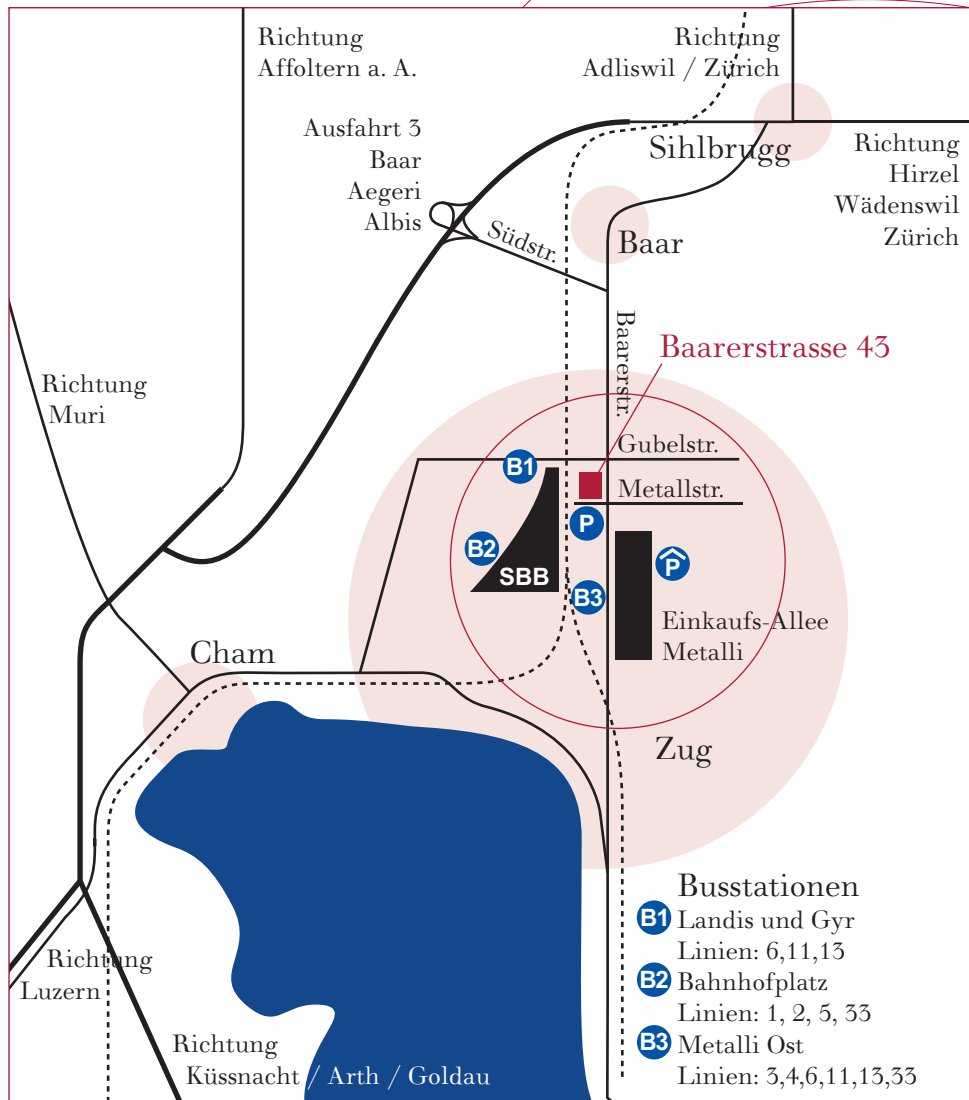 Richtung
Affoltern a. A.
Richtung
Adliswil / Zürich
Ausfahrt 3
Baar
Aegeri
Albis
Sihlbrugg
Richtung
Hirzel
Wädenswil
Zürich
Südstr.
Baar
Baarerstr.
Baarerstrasse 43
Richtung
Muri
Gubelstr.
B1
Metallstr.
P
B2
SBB
P
B3
Einkaufs-Allee
Metalli
Cham
Zug
Busstationen
B1 Landis und Gyr
Linien: 6,11,13
B2 Bahnhofplatz
Linien: 1, 2, 5, 33
B3 Metalli Ost
Linien: 3,4,6,11,13,33
Richtung
Luzern
Richtung
Küssnacht / Arth / Goldau